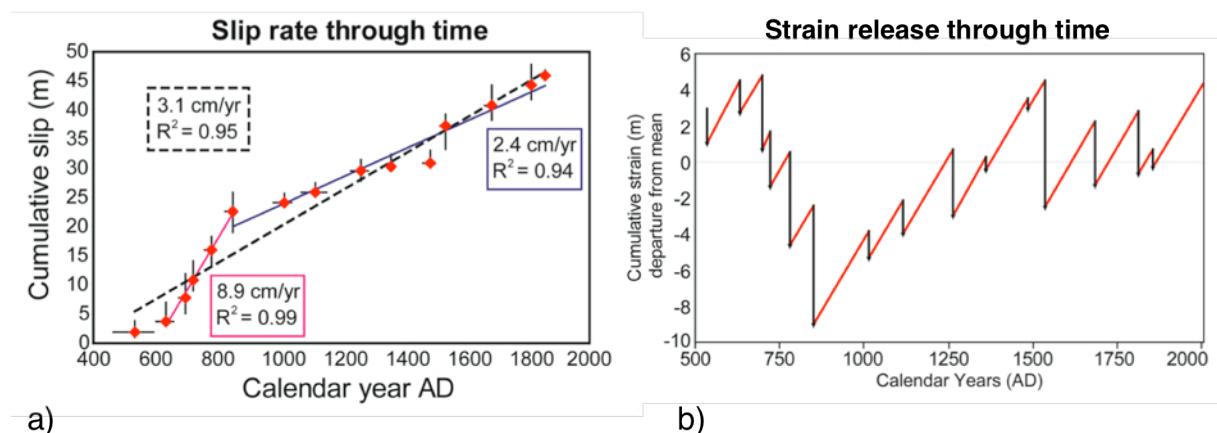 Slip rate through time
50
45
40
35
30
25
20
15
10
5
0
Cumulative slip (m)
3.1 cm/yr
R2 = 0.95
2.4 cm/yr
R2 = 0.94
8.9 cm/yr
R2 = 0.99
400 600 800 1000 1200 1400 1600 1800 2000
Calendar year AD
a)
Strain release through time
6
4
2
0
-2
-4
-6
-8
-10
Cumulative strain (m)
departure from mean
500 750 1000 1250 1500 1750 2000
Calendar Years (AD)
b)